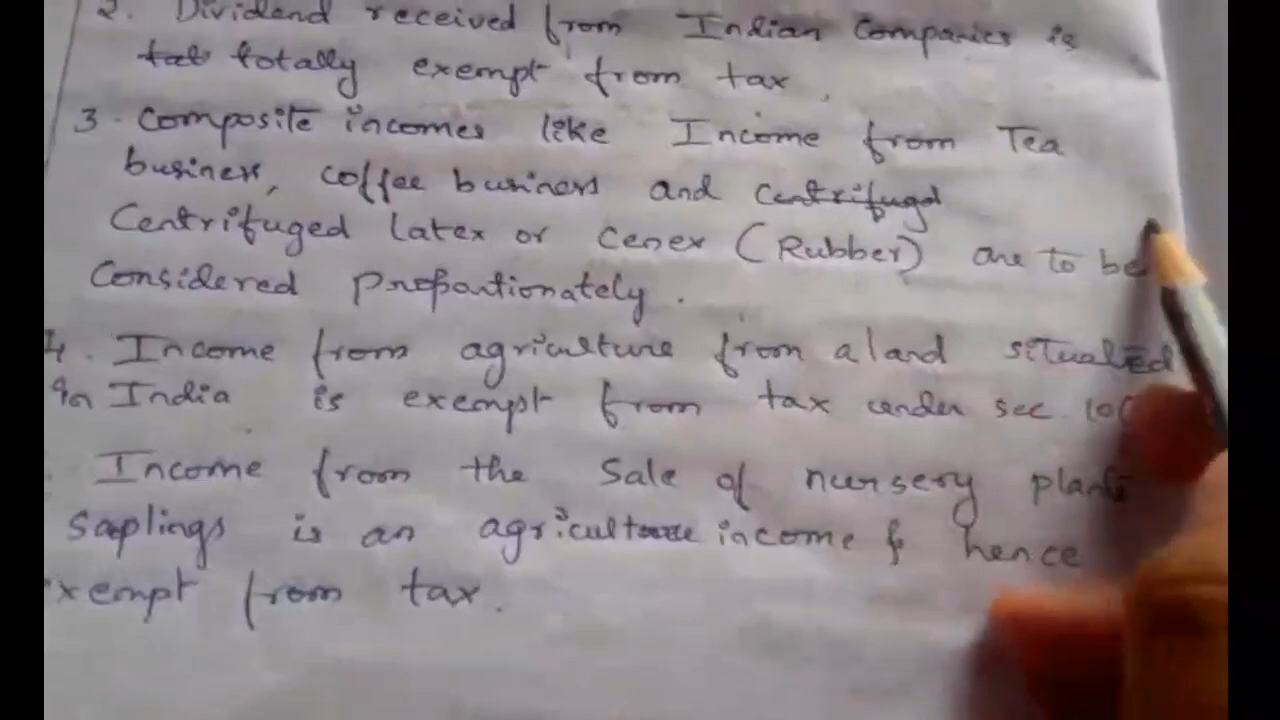 2. Dividend received from Indian Companies is
tot totally exempt from tax.
3. Composite incomes like Income from Tea
business, coffee business and Centrifugd
Centrifuged latex or cenex (Rubber) are to be
Considered proportionately.
4. Income from agriculture from a land situated
in India is exempt from tax under sec. 10(
Income from the sale of nursery plants
saplings is an agriculture income & hence
xempt from tax.